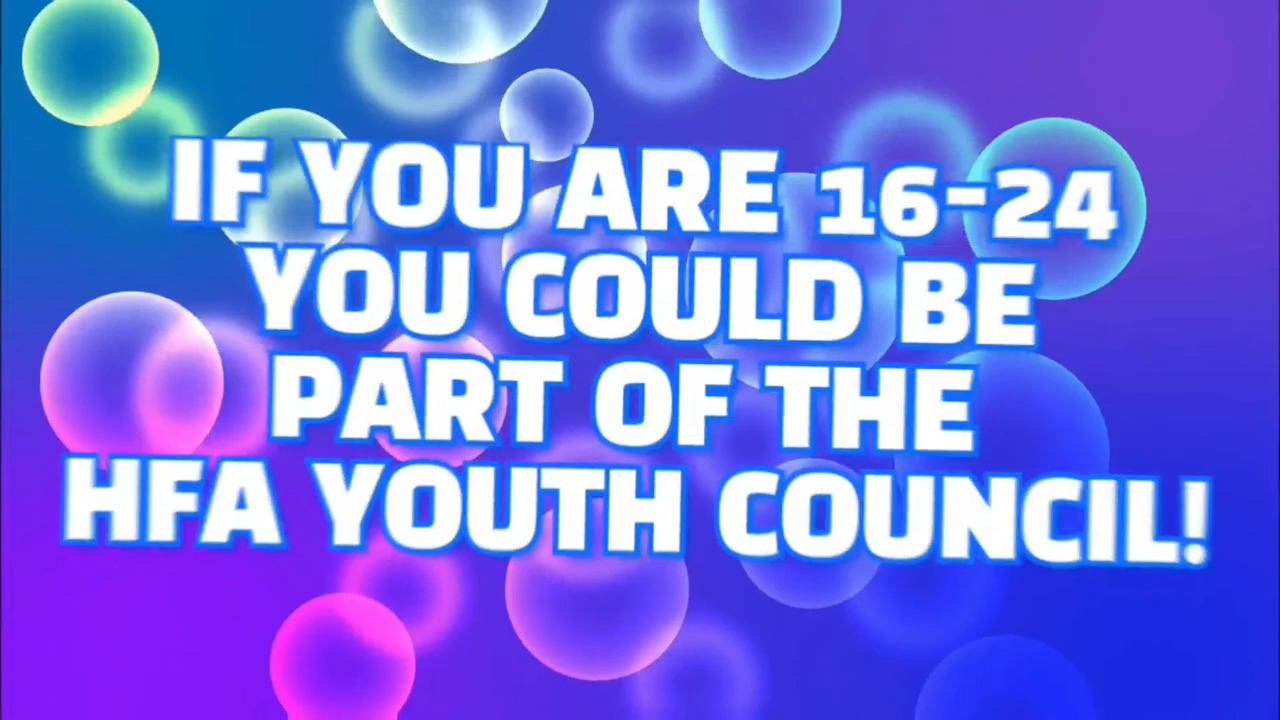 IF YOU ARE 16-24
YOU COULD BE
PART OF THE
HFA YOUTH COUNCIL!